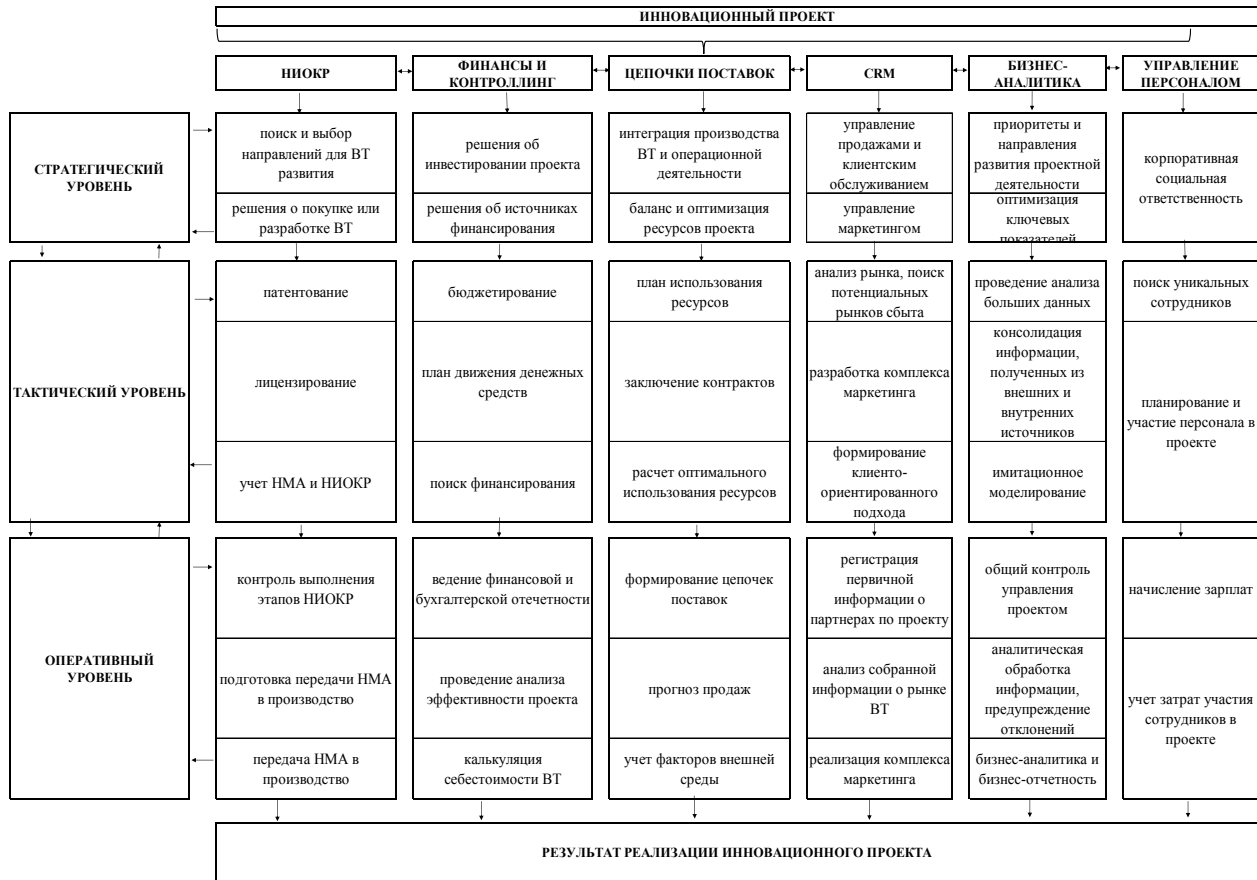 ИННОВАЦИОННЫЙ ПРОЕКТ
НИОКР
ФИНАНСЫ И
КОНТРОЛЛИНГ
ЦЕПОЧКИ ПОСТАВОК
CRM
БИЗНЕС-
АНАЛИТИКА
УПРАВЛЕНИЕ
ПЕРСОНАЛОМ
СТРАТЕГИЧЕСКИЙ
УРОВЕНЬ
поиск и выбор
направлений для ВТ
развития
решения об
инвестировании проекта
интеграция производства
ВТ и операционной
деятельности
управление
продажами и
клиентским
обслуживанием
приоритеты и
направления
развития проектной
деятельности
корпоративная
социальная
ответственность
решения о покупке или
разработке ВТ
решения об источниках
финансирования
баланс и оптимизация
ресурсов проекта
управление
маркетингом
оптимизация
ключевых
показателей
ТАКТИЧЕСКИЙ УРОВЕНЬ
патентование
бюджетирование
план использования
ресурсов
анализ рынка, поиск
потенциальных
рынков сбыта
проведение анализа
больших данных
поиск уникальных
сотрудников
лицензирование
план движения денежных
средств
заключение контрактов
разработка комплекса
маркетинга
консолидация
информации,
полученных из
внешних и
внутренних
источников
планирование и
участие персонала в
проекте
учет НМА и НИОКР
поиск финансирования
расчет оптимального
использования ресурсов
формирование
клиенто-
ориентированного
подхода
имитационное
моделирование
ОПЕРАТИВНЫЙ
УРОВЕНЬ
контроль выполнения
этапов НИОКР
ведение финансовой и
бухгалтерской отечетности
формирование цепочек
поставок
регистрация
первичной
информации о
партнерах по проекту
общий контроль
управления
проектом
начисление зарплат
подготовка передачи НМА
в производство
проведение анализа
эффективности проекта
прогноз продаж
анализ собранной
информации о рынке
ВТ
аналитическая
обработка
информации,
предупреждение
отклонений
учет затрат участия
сотрудников в
проекте
передача НМА в
производство
калькуляция
себестоимости ВТ
учет факторов внешней
среды
реализация комплекса
маркетинга
бизнес-аналитика и
бизнес-отчетность
РЕЗУЛЬТАТ РЕАЛИЗАЦИИ ИННОВАЦИОННОГО ПРОЕКТА